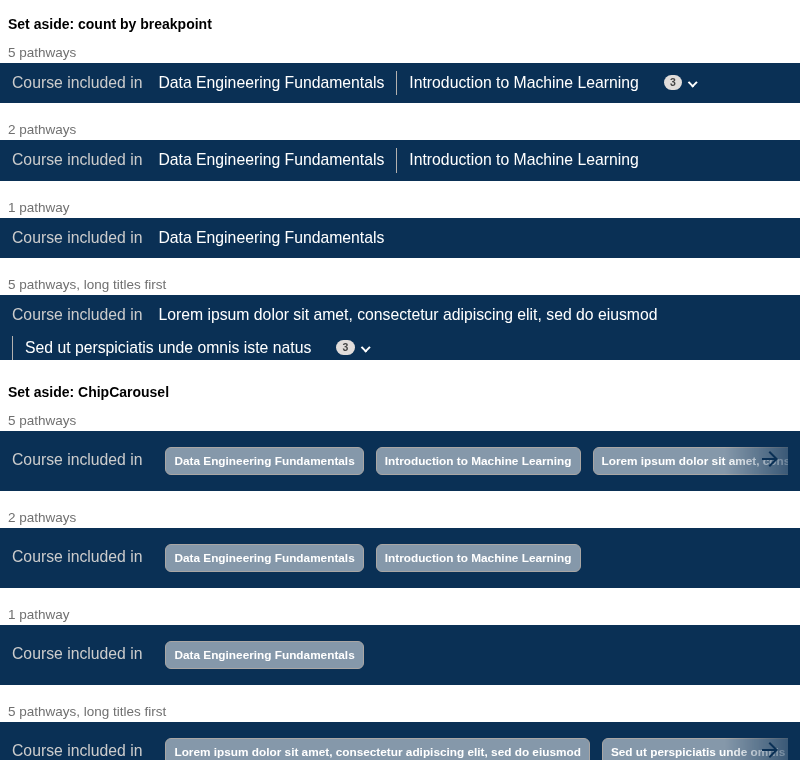 Set aside: count by breakpoint
5 pathways
Course included in Data Engineering Fundamentals Introduction to Machine Learning 3
2 pathways
Course included in Data Engineering Fundamentals Introduction to Machine Learning
1 pathway
Course included in Data Engineering Fundamentals
5 pathways, long titles first
Course included in Lorem ipsum dolor sit amet, consectetur adipiscing elit, sed do eiusmod
Sed ut perspiciatis unde omnis iste natus 3
Set aside: ChipCarousel
5 pathways
Course included in Data Engineering Fundamentals Introduction to Machine Learning Lorem ipsum dolor sit amet, cons
2 pathways
Course included in Data Engineering Fundamentals Introduction to Machine Learning
1 pathway
Course included in Data Engineering Fundamentals
5 pathways, long titles first
Course included in Lorem ipsum dolor sit amet, consectetur adipiscing elit, sed do eiusmod Sed ut perspiciatis unde omnis